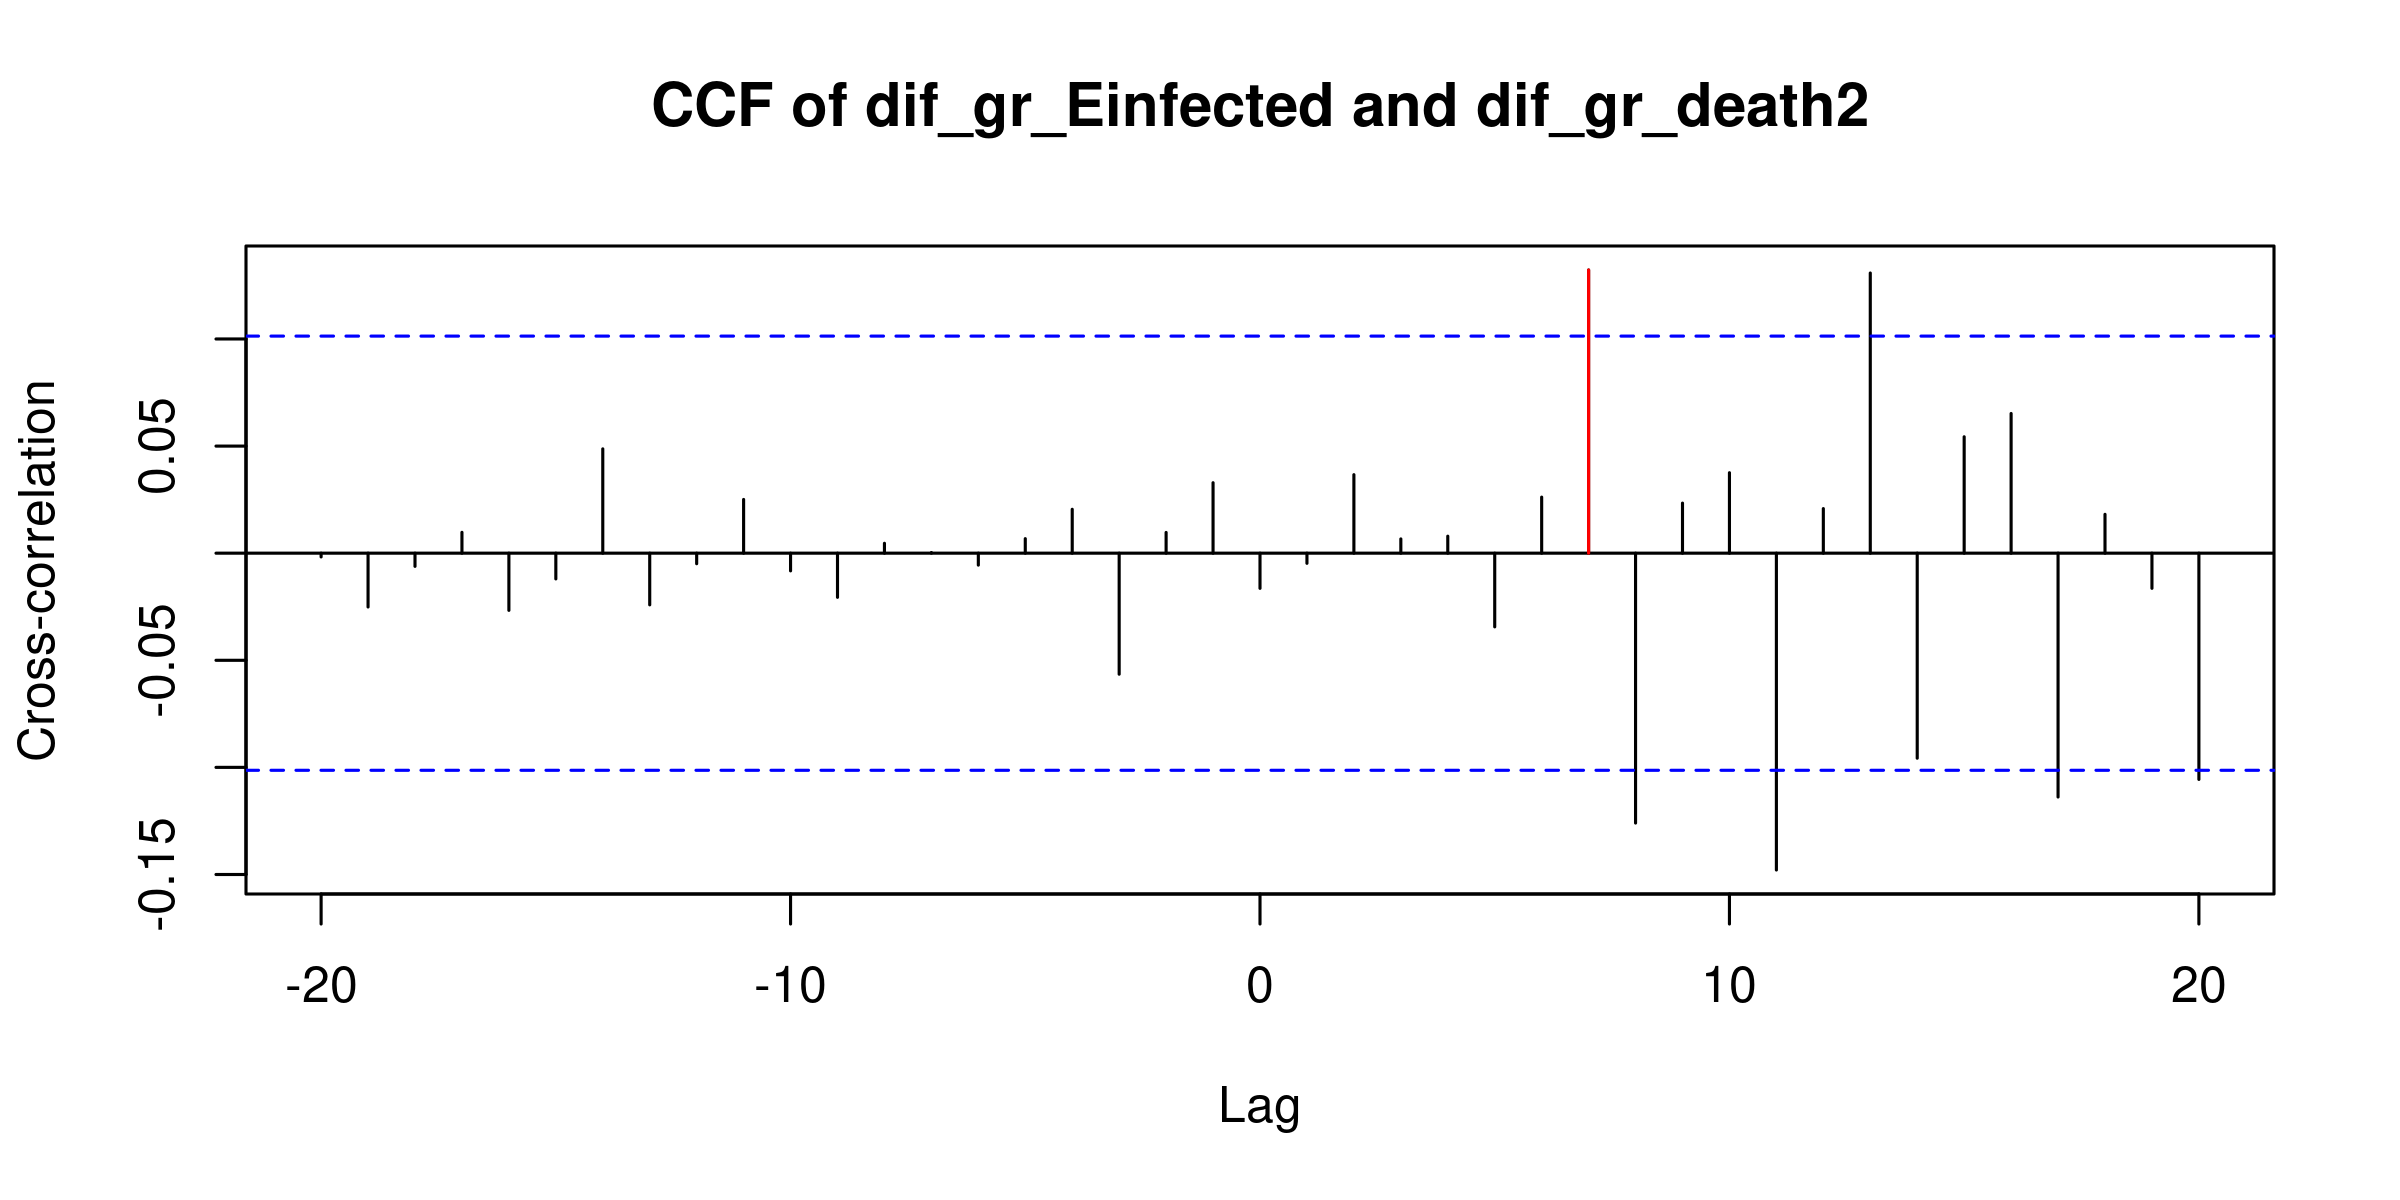 CCF of dif_gr_Einfected and dif_gr_death2
Cross-correlation
0.05
-0.05
-0.15
-20 -10 0 10 20
Lag